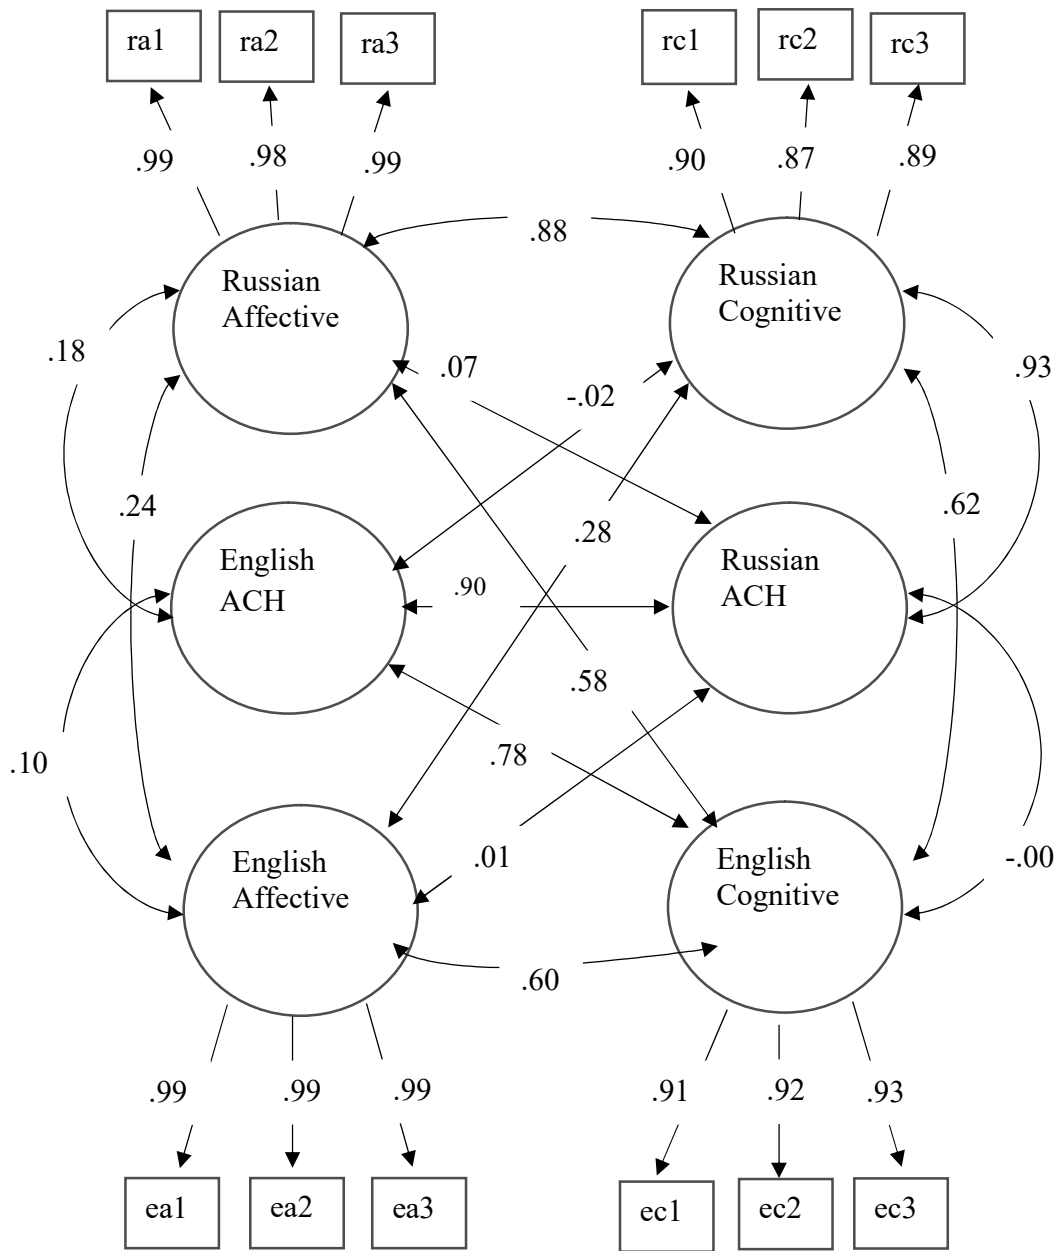 ra1 ra2 ra3 rc1 rc2 rc3
.99 .98 .99 .90 .87 .89
.88
Russian
Affective
Russian
Cognitive
.18 .07 -.02 .93
.24 .28 .62
English
ACH
.90
Russian
ACH
.58
.10 .78
.01 -.00
English
Affective
English
Cognitive
.60
.99 .99 .99 .91 .92 .93
ea1 ea2 ea3 ec1 ec2 ec3